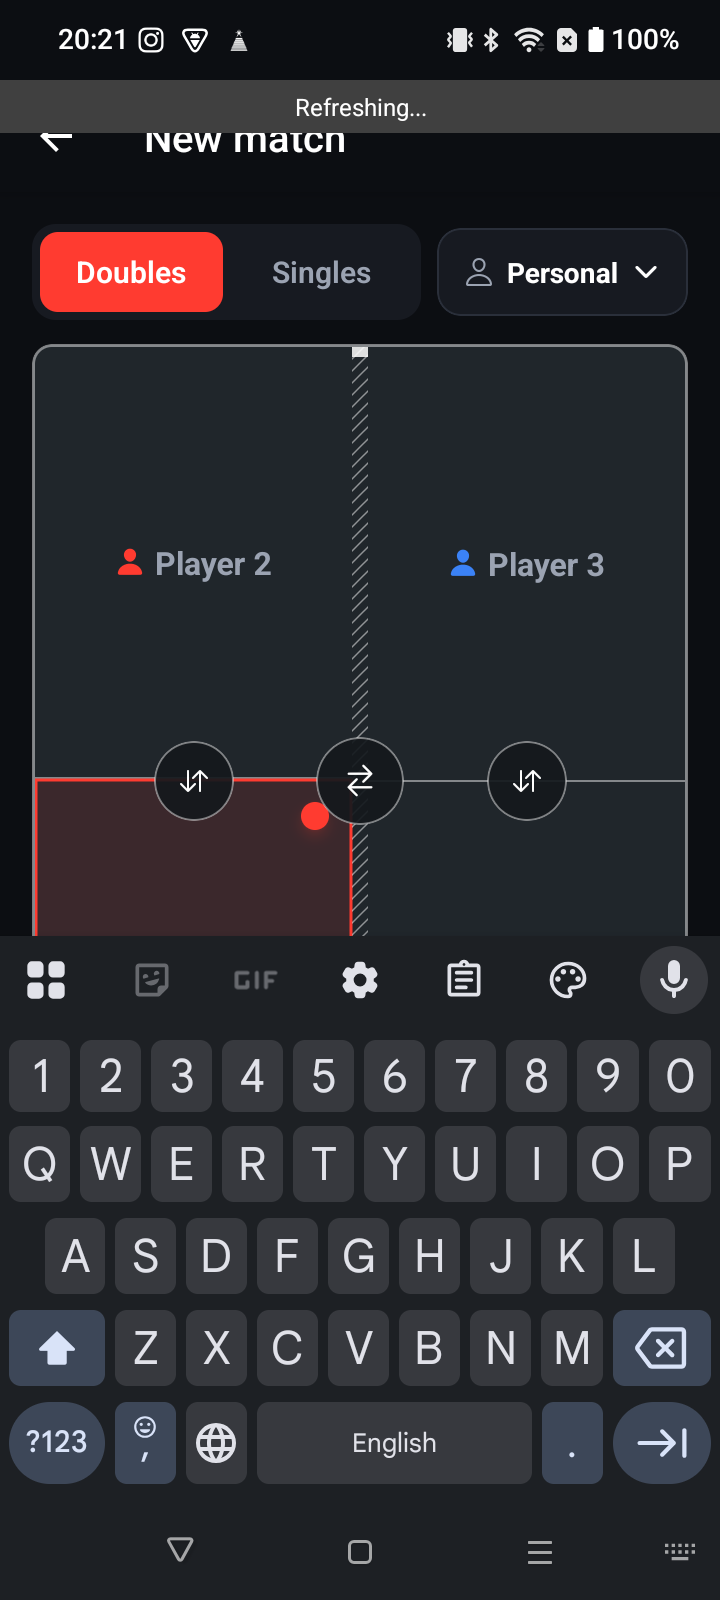 20:21 100%
Refreshing...
New match
Doubles Singles Personal
Player 2 Player 3
GIF
1 2 3 4 5 6 7 8 9 0
Q W E R T Y U I O P
A S D F G H J K L
Z X C V B N M
?123 , English .